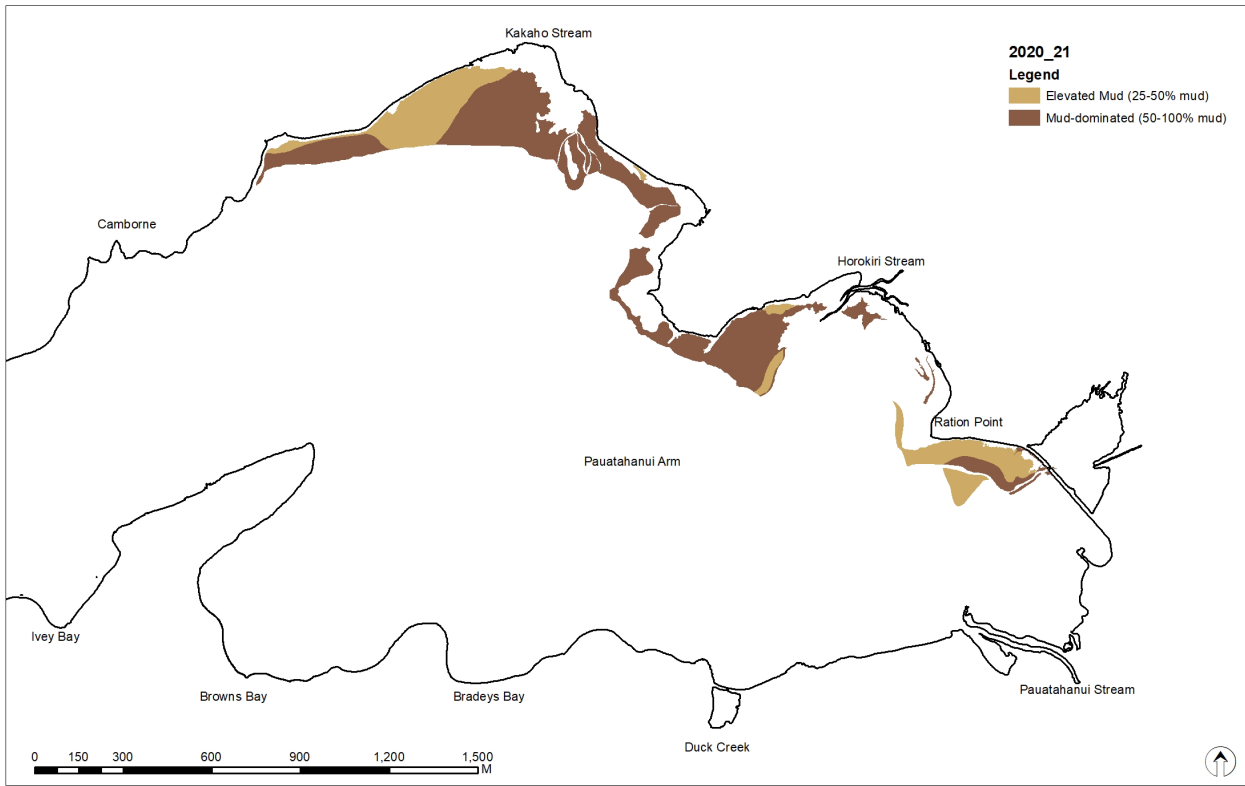 Kakaho Stream
2020_21
Legend
Elevated Mud (25-50% mud)
Mud-dominated (50-100% mud)
Camborne
Horokiri Stream
Ration Point
Pauatahanui Arm
Ivey Bay
Browns Bay
Bradeys Bay
Pauatahanui Stream
Duck Creek
0 150 300 600 900 1,200 1,500
M